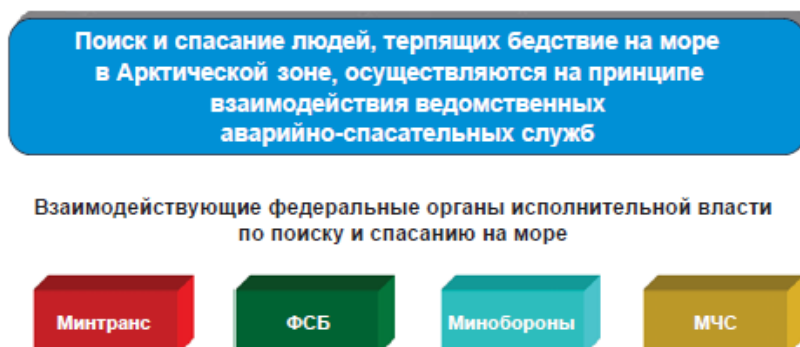 Поиск и спасание людей, терпящих бедствие на море
в Арктической зоне, осуществляются на принципе
взаимодействия ведомственных
аварийно-спасательных служб
Взаимодействующие федеральные органы исполнительной власти
по поиску и спасанию на море
Минтранс
ФСБ
Минобороны
МЧС